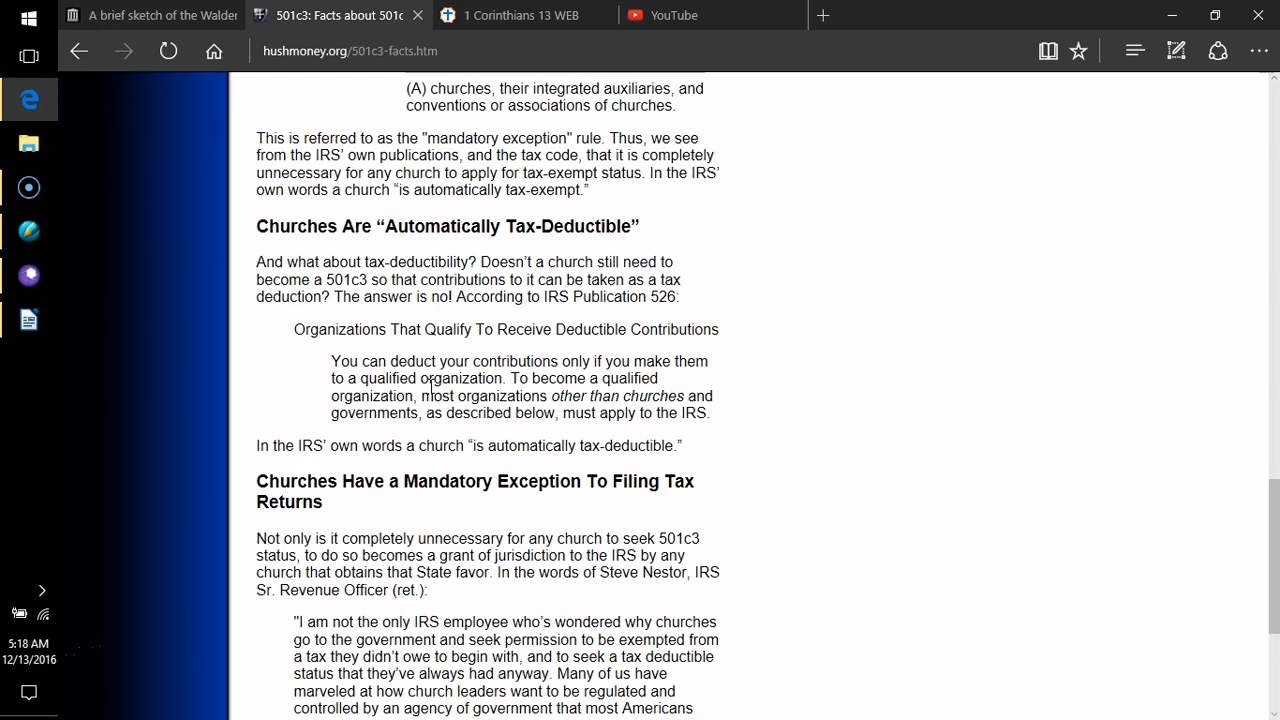 A brief sketch of the Walder
501c3: Facts about 501c
1 Corinthians 13 WEB
YouTube
hushmoney.org/501c3-facts.htm
(A) churches, their integrated auxiliaries, and
conventions or associations of churches.
This is referred to as the "mandatory exception" rule. Thus, we see
from the IRS’ own publications, and the tax code, that it is completely
unnecessary for any church to apply for tax-exempt status. In the IRS’
own words a church “is automatically tax-exempt.”
Churches Are “Automatically Tax-Deductible”
And what about tax-deductibility? Doesn’t a church still need to
become a 501c3 so that contributions to it can be taken as a tax
deduction? The answer is no! According to IRS Publication 526:
Organizations That Qualify To Receive Deductible Contributions
You can deduct your contributions only if you make them
to a qualified organization. To become a qualified
organization, most organizations other than churches and
governments, as described below, must apply to the IRS.
In the IRS’ own words a church “is automatically tax-deductible.”
Churches Have a Mandatory Exception To Filing Tax
Returns
Not only is it completely unnecessary for any church to seek 501c3
status, to do so becomes a grant of jurisdiction to the IRS by any
church that obtains that State favor. In the words of Steve Nestor, IRS
Sr. Revenue Officer (ret.):
"I am not the only IRS employee who’s wondered why churches
go to the government and seek permission to be exempted from
a tax they didn’t owe to begin with, and to seek a tax deductible
status that they’ve always had anyway. Many of us have
marveled at how church leaders want to be regulated and
controlled by an agency of government that most Americans
5:18 AM
12/13/2016